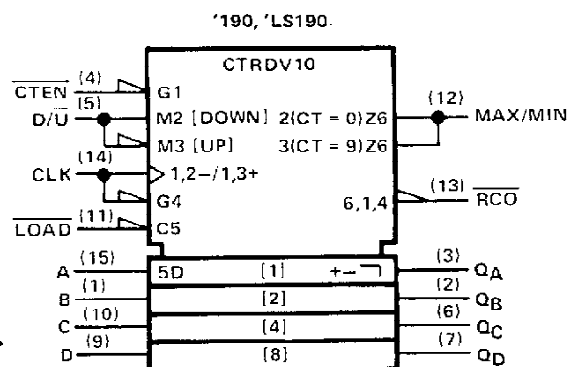 '190, 'LS190.
CTRDV10
CTEN (4) G1
D/U (5) M2 [DOWN] 2(CT = 0)Z6 (12) MAX/MIN
M3 [UP] 3(CT = 9)Z6
CLK (14) 1,2−/1,3+
G4 6,1,4 (13) RCO
LOAD (11) C5
A (15) 5D [1] +− (3) QA
B (1) [2] (2) QB
C (10) [4] (6) QC
D (9) [8] (7) QD